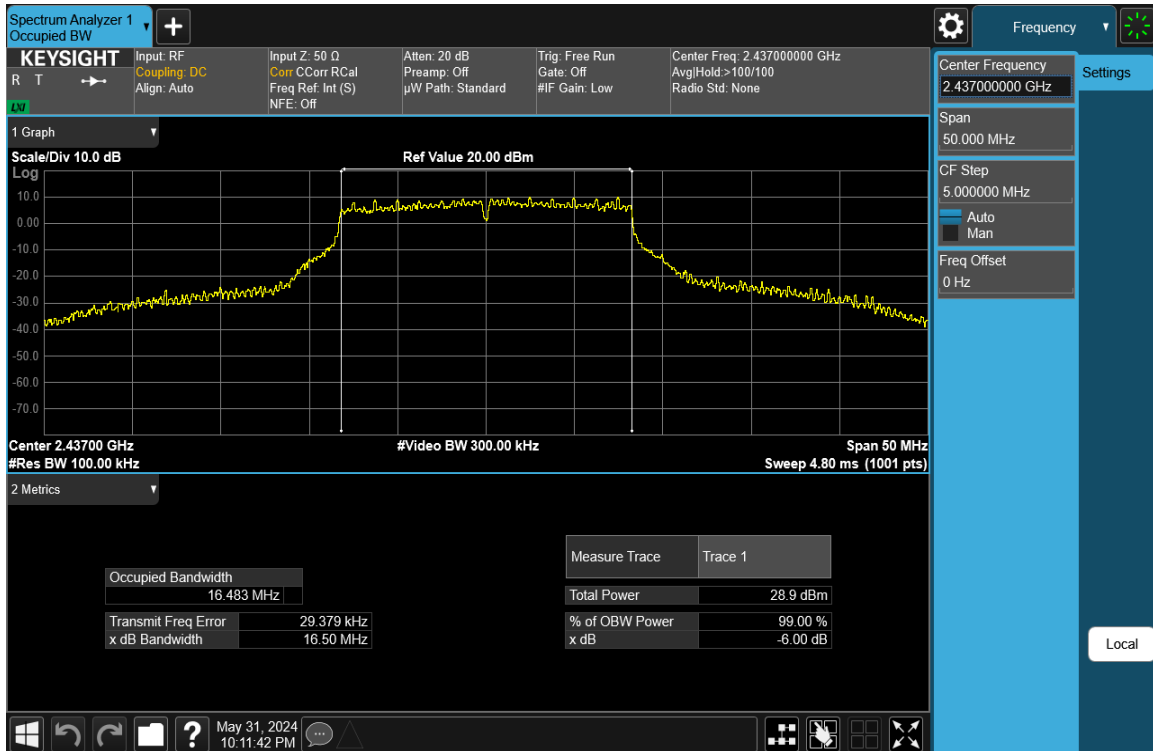 Spectrum Analyzer 1
Occupied BW
+
Frequency
KEYSIGHT
R T
LXI
Input: RF
Coupling: DC
Align: Auto
Input Z: 50 Ω
Corr CCorr RCal
Freq Ref: Int (S)
NFE: Off
Atten: 20 dB
Preamp: Off
µW Path: Standard
Trig: Free Run
Gate: Off
#IF Gain: Low
Center Freq: 2.437000000 GHz
Avg|Hold:>100/100
Radio Std: None
Center Frequency
2.437000000 GHz
Settings
Span
50.000 MHz
CF Step
5.000000 MHz
Auto
Man
Freq Offset
0 Hz
Local
1 Graph
Scale/Div 10.0 dB
Ref Value 20.00 dBm
Log
10.0
0.00
-10.0
-20.0
-30.0
-40.0
-50.0
-60.0
-70.0
Center 2.43700 GHz
#Video BW 300.00 kHz
Span 50 MHz
#Res BW 100.00 kHz
Sweep 4.80 ms (1001 pts)
2 Metrics
Measure Trace Trace 1
Occupied Bandwidth
16.483 MHz
Total Power 28.9 dBm
Transmit Freq Error 29.379 kHz
% of OBW Power 99.00 %
x dB Bandwidth 16.50 MHz
x dB -6.00 dB
?
May 31, 2024
10:11:42 PM